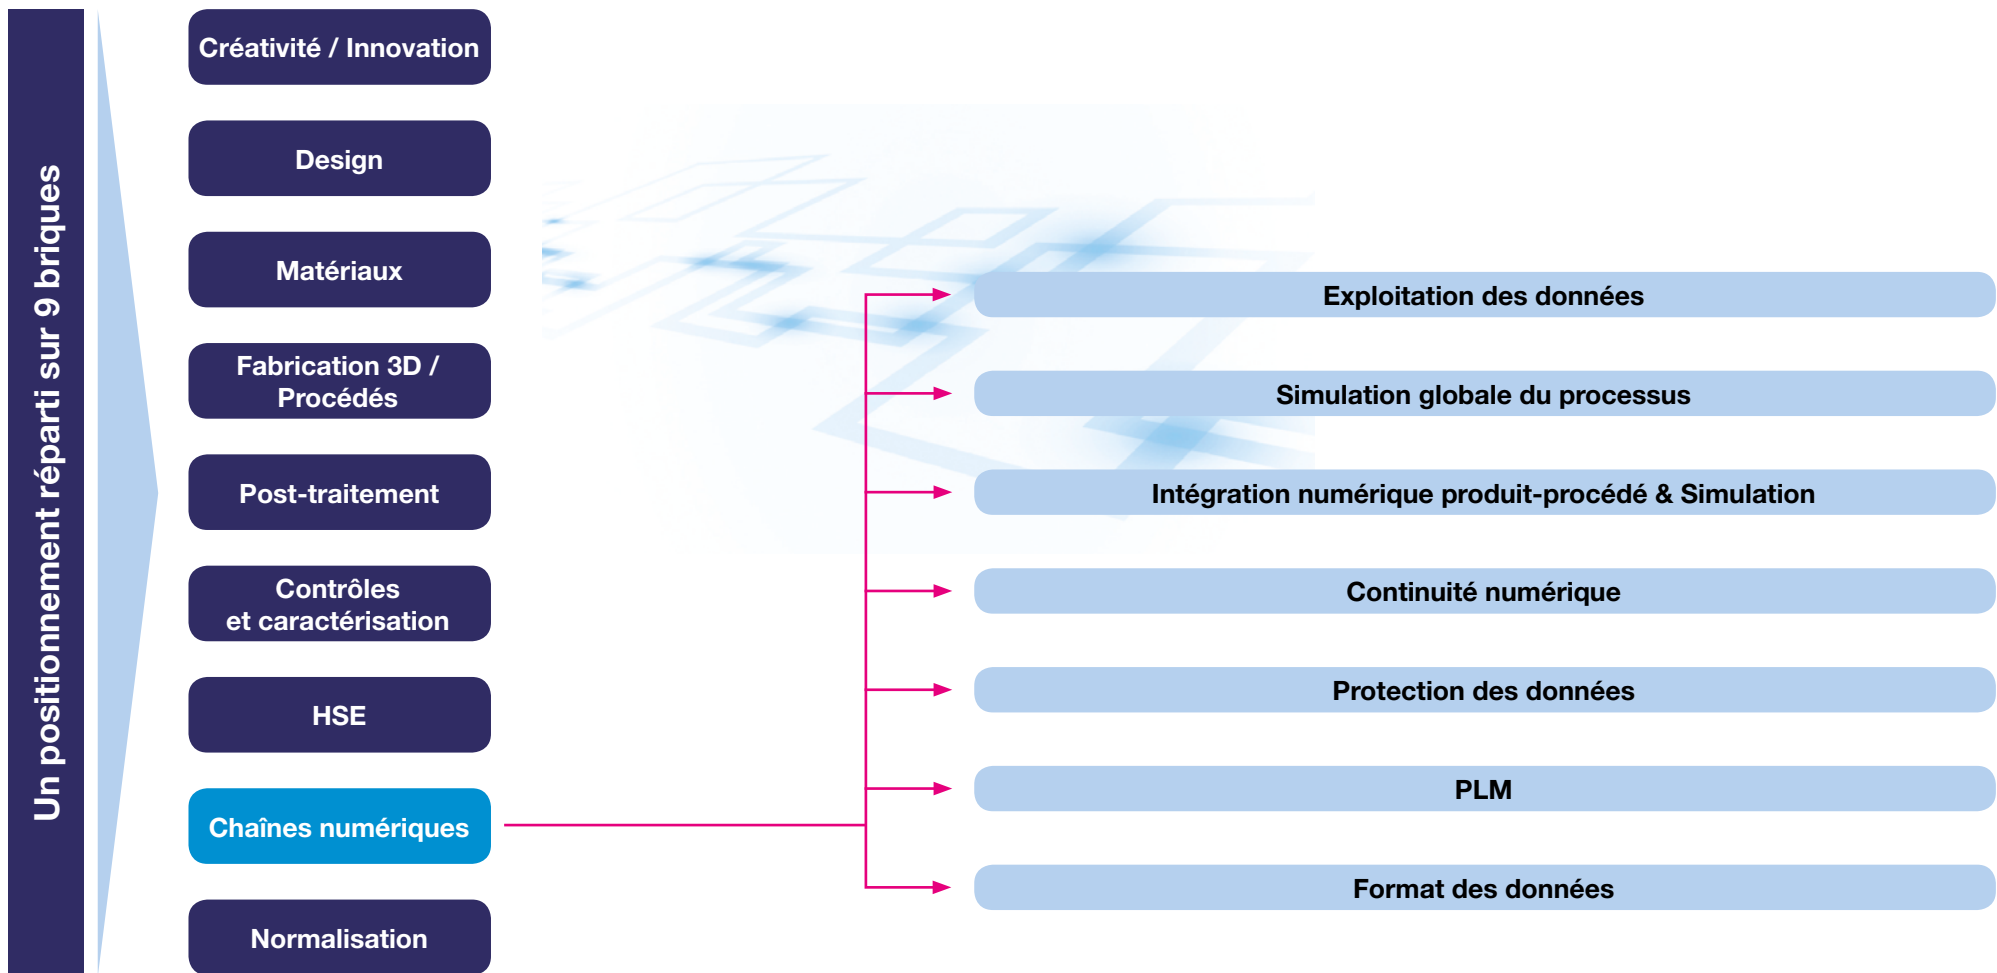 Un positionnement réparti sur 9 briques
Créativité / Innovation
Design
Matériaux
Fabrication 3D /
Procédés
Post-traitement
Contrôles
et caractérisation
HSE
Chaînes numériques
Normalisation
Exploitation des données
Simulation globale du processus
Intégration numérique produit-procédé & Simulation
Continuité numérique
Protection des données
PLM
Format des données